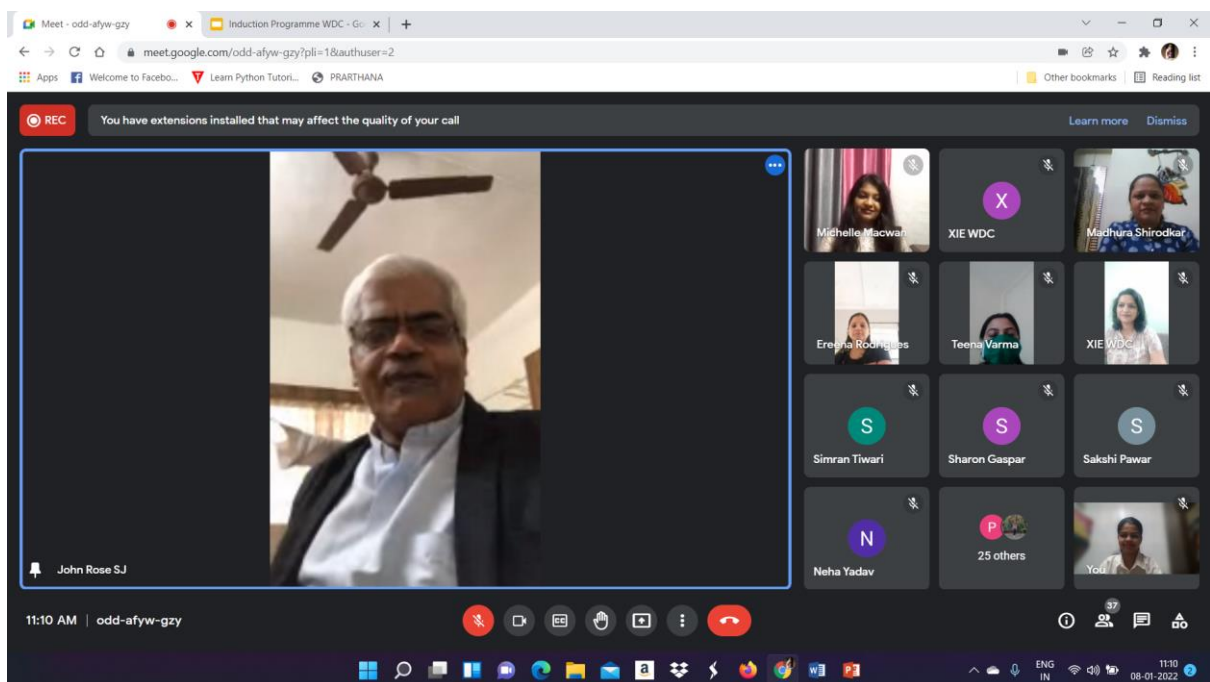 Meet - odd-afyw-gzy
Induction Programme WDC - Go
meet.google.com/odd-afyw-gzy?pli=1&authuser=2
Apps Welcome to Facebo... Learn Python Tutori... PRARTHANA Other bookmarks Reading list
REC You have extensions installed that may affect the quality of your call Learn more Dismiss
Michelle Macwan
X
XIE WDC
Madhura Shirodkar
Ereena Rodrigues
Teena Varma
XIE WDC
S
Simran Tiwari
S
Sharon Gaspar
S
Sakshi Pawar
N
Neha Yadav
P
25 others
You
John Rose SJ
11:10 AM | odd-afyw-gzy
CC
37
a
ENG
IN
11:10
08-01-2022
2